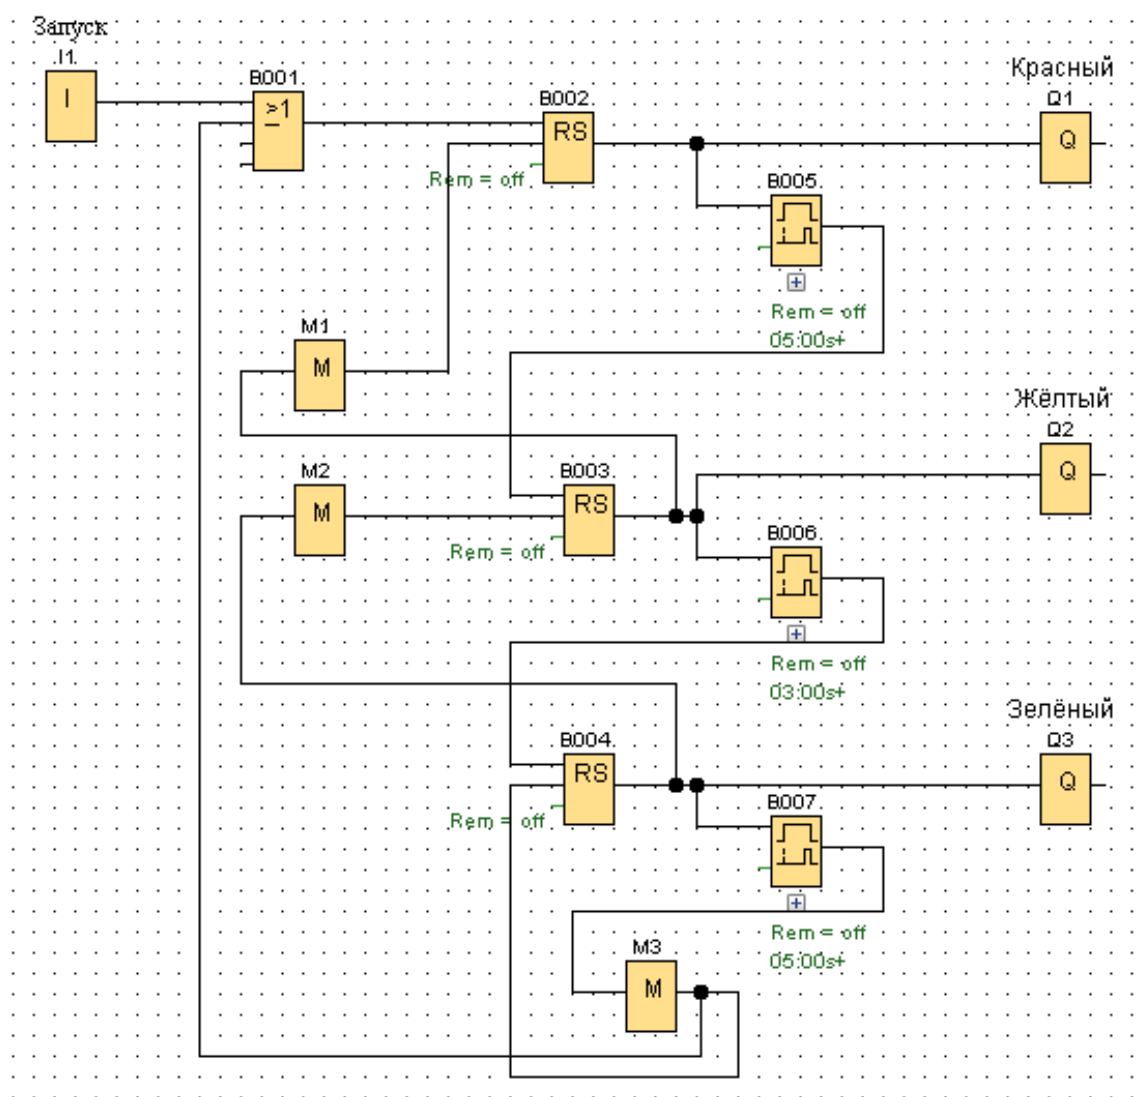 Запуск
I1
I
B001
≥1
B002
RS
Rem = off
Красный
Q1
Q
B005
Rem = off
05:00s+
M1
M
Жёлтый
Q2
Q
M2
M
B003
RS
Rem = off
B006
Rem = off
03:00s+
Зелёный
Q3
Q
B004
RS
Rem = off
B007
Rem = off
05:00s+
M3
M